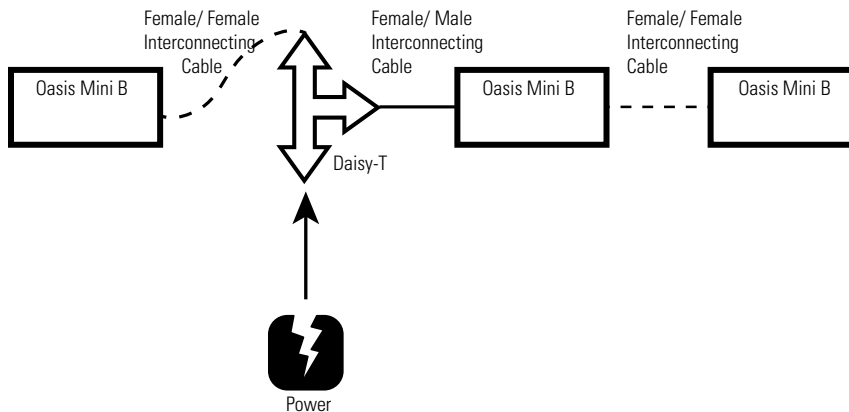 Female/ Female
Interconnecting
Cable
Female/ Male
Interconnecting
Cable
Female/ Female
Interconnecting
Cable
Oasis Mini B
Oasis Mini B
Oasis Mini B
Daisy-T
Power